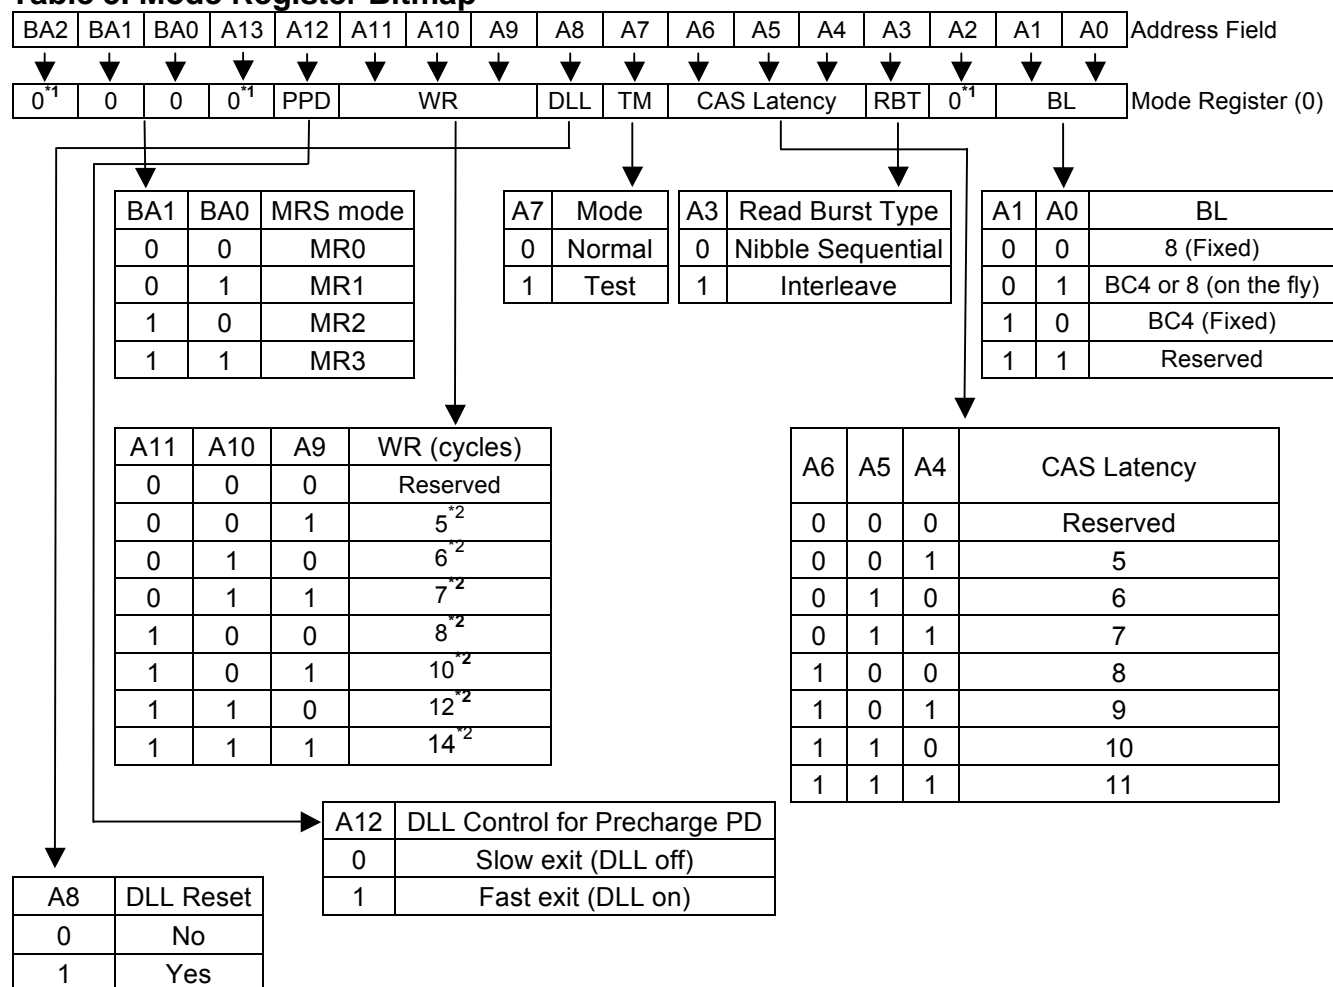 Table 5. Mode Register Bitmap
BA2 BA1 BA0 A13 A12 A11 A10 A9 A8 A7 A6 A5 A4 A3 A2 A1 A0 Address Field
0*1 0 0 0*1 PPD WR DLL TM CAS Latency RBT 0*1 BL Mode Register (0)
BA1 BA0 MRS mode
0 0 MR0
0 1 MR1
1 0 MR2
1 1 MR3
A7 Mode
0 Normal
1 Test
A3 Read Burst Type
0 Nibble Sequential
1 Interleave
A1 A0 BL
0 0 8 (Fixed)
0 1 BC4 or 8 (on the fly)
1 0 BC4 (Fixed)
1 1 Reserved
A11 A10 A9 WR (cycles)
0 0 0 Reserved
0 0 1 5*2
0 1 0 6*2
0 1 1 7*2
1 0 0 8*2
1 0 1 10*2
1 1 0 12*2
1 1 1 14*2
A6 A5 A4 CAS Latency
0 0 0 Reserved
0 0 1 5
0 1 0 6
0 1 1 7
1 0 0 8
1 0 1 9
1 1 0 10
1 1 1 11
A12 DLL Control for Precharge PD
0 Slow exit (DLL off)
1 Fast exit (DLL on)
A8 DLL Reset
0 No
1 Yes